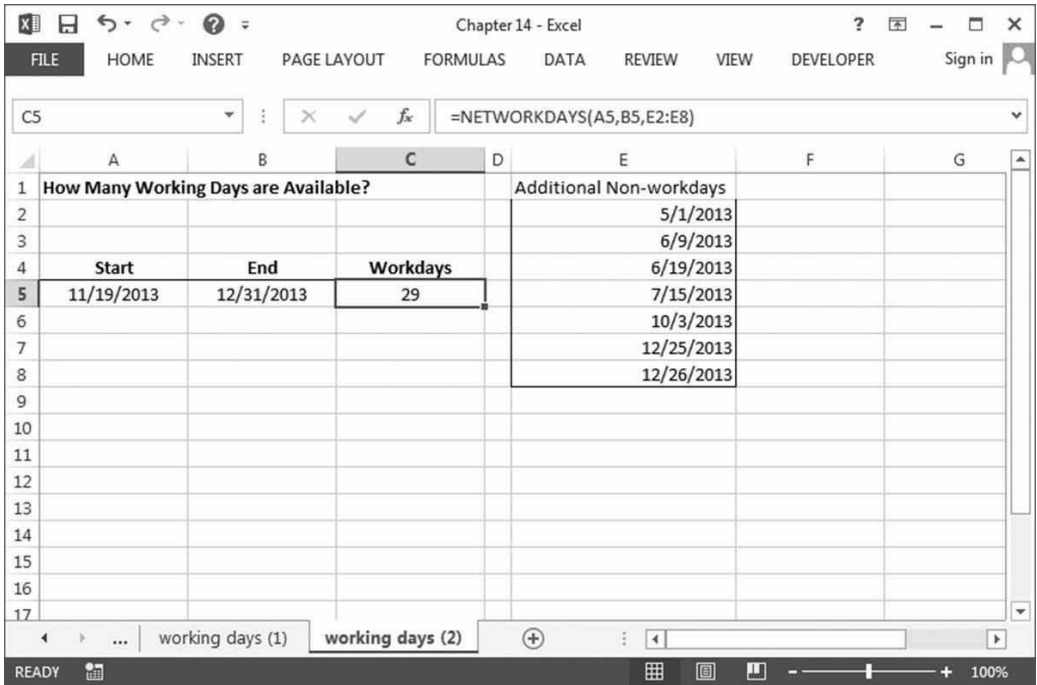 Chapter 14 - Excel
?
FILE HOME INSERT PAGE LAYOUT FORMULAS DATA REVIEW VIEW DEVELOPER Sign in
C5 fx =NETWORKDAYS(A5,B5,E2:E8)
A B C D E F G
1 How Many Working Days are Available? Additional Non-workdays
2 5/1/2013
3 6/9/2013
4 Start End Workdays 6/19/2013
5 11/19/2013 12/31/2013 29 7/15/2013
6 10/3/2013
7 12/25/2013
8 12/26/2013
9
10
11
12
13
14
15
16
17
... working days (1) working days (2)
READY 100%